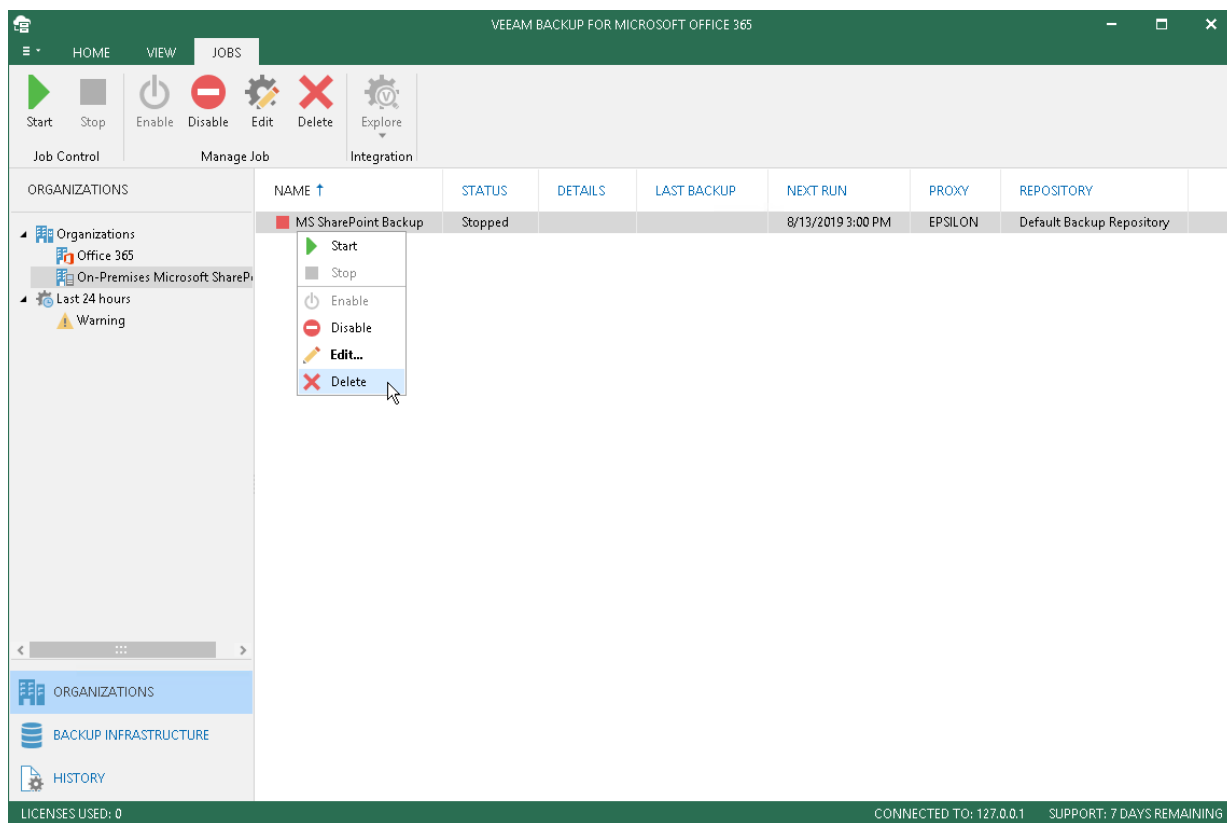 VEEAM BACKUP FOR MICROSOFT OFFICE 365
HOME VIEW JOBS
Start Stop Enable Disable Edit Delete Explore
Job Control Manage Job Integration
ORGANIZATIONS
Organizations
Office 365
On-Premises Microsoft ShareP
Last 24 hours
Warning
NAME STATUS DETAILS LAST BACKUP NEXT RUN PROXY REPOSITORY
MS SharePoint Backup Stopped 8/13/2019 3:00 PM EPSILON Default Backup Repository
Start
Stop
Enable
Disable
Edit...
Delete
ORGANIZATIONS
BACKUP INFRASTRUCTURE
HISTORY
LICENSES USED: 0 CONNECTED TO: 127.0.0.1 SUPPORT: 7 DAYS REMAINING